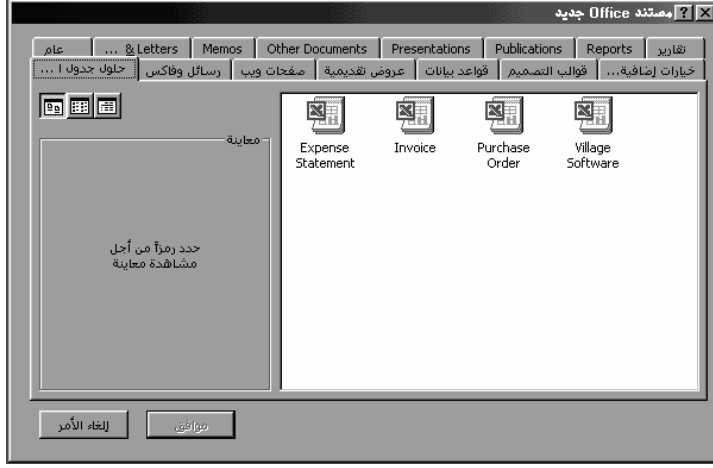 مستند Office جديد
عام
... & Letters
Memos
Other Documents
Presentations
Publications
Reports
تقارير
حلول جدول ا ...
رسائل وفاكس
صفحات ويب
عروض تقديمية
قواعد بيانات
قوالب التصميم
خيارات إضافية...
معاينة
حدد رمزاً من أجل
مشاهدة معاينة
Expense
Statement
Invoice
Purchase
Order
Village
Software
إلغاء الأمر
موافق